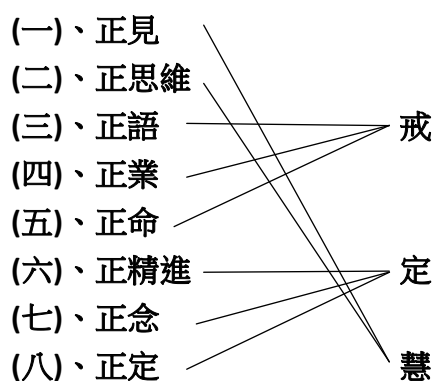 (一)、正見
(二)、正思維
(三)、正語
(四)、正業
(五)、正命
(六)、正精進
(七)、正念
(八)、正定
戒
定
慧